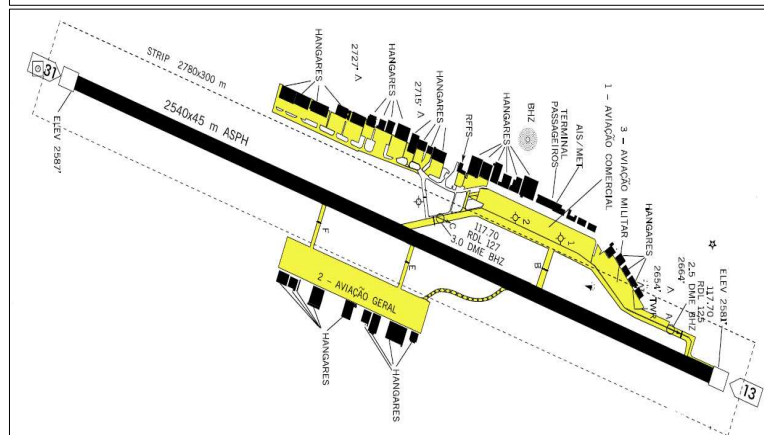 31
ELEV 2587'
STRIP 2780x300 m
2540x45 m ASPH
HANGARES
2727' Λ
HANGARES
2715' Λ
HANGARES
RFFS
HANGARES
BHZ
TERMINAL
PASSAGEIROS
AIS/MET
1 - AVIAÇÃO COMERCIAL
3 - AVIAÇÃO MILITAR
HANGARES
2654' Λ
TWR
2664' Λ
117.70
RDL 125
2.5 DME BHZ
ELEV 2581'
A
1
2
B
C
117.70
RDL 127
3.0 DME BHZ
E
F
2 - AVIAÇÃO GERAL
HANGARES
HANGARES
13